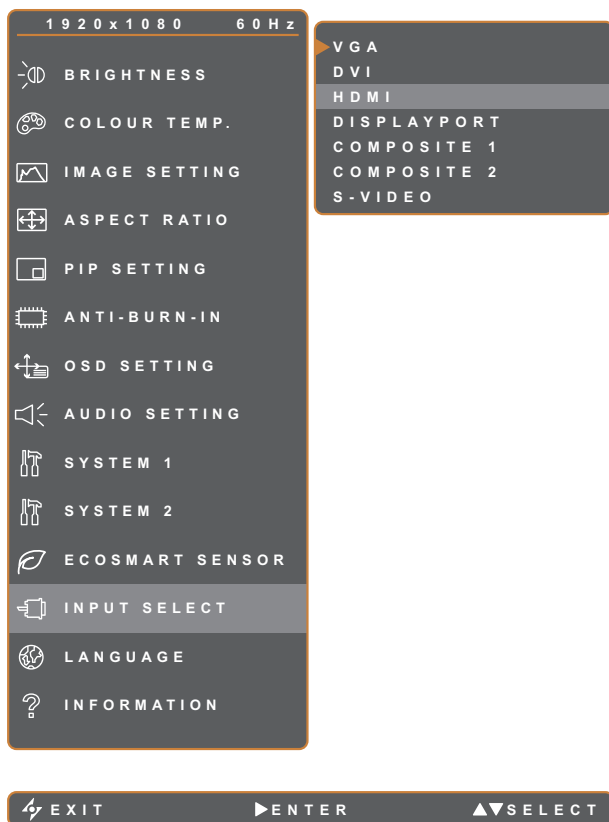 1920x1080 60Hz
BRIGHTNESS
COLOUR TEMP.
IMAGE SETTING
ASPECT RATIO
PIP SETTING
ANTI-BURN-IN
OSD SETTING
AUDIO SETTING
SYSTEM 1
SYSTEM 2
ECOSMART SENSOR
INPUT SELECT
LANGUAGE
INFORMATION
VGA
DVI
HDMI
DISPLAYPORT
COMPOSITE 1
COMPOSITE 2
S-VIDEO
EXIT ENTER SELECT